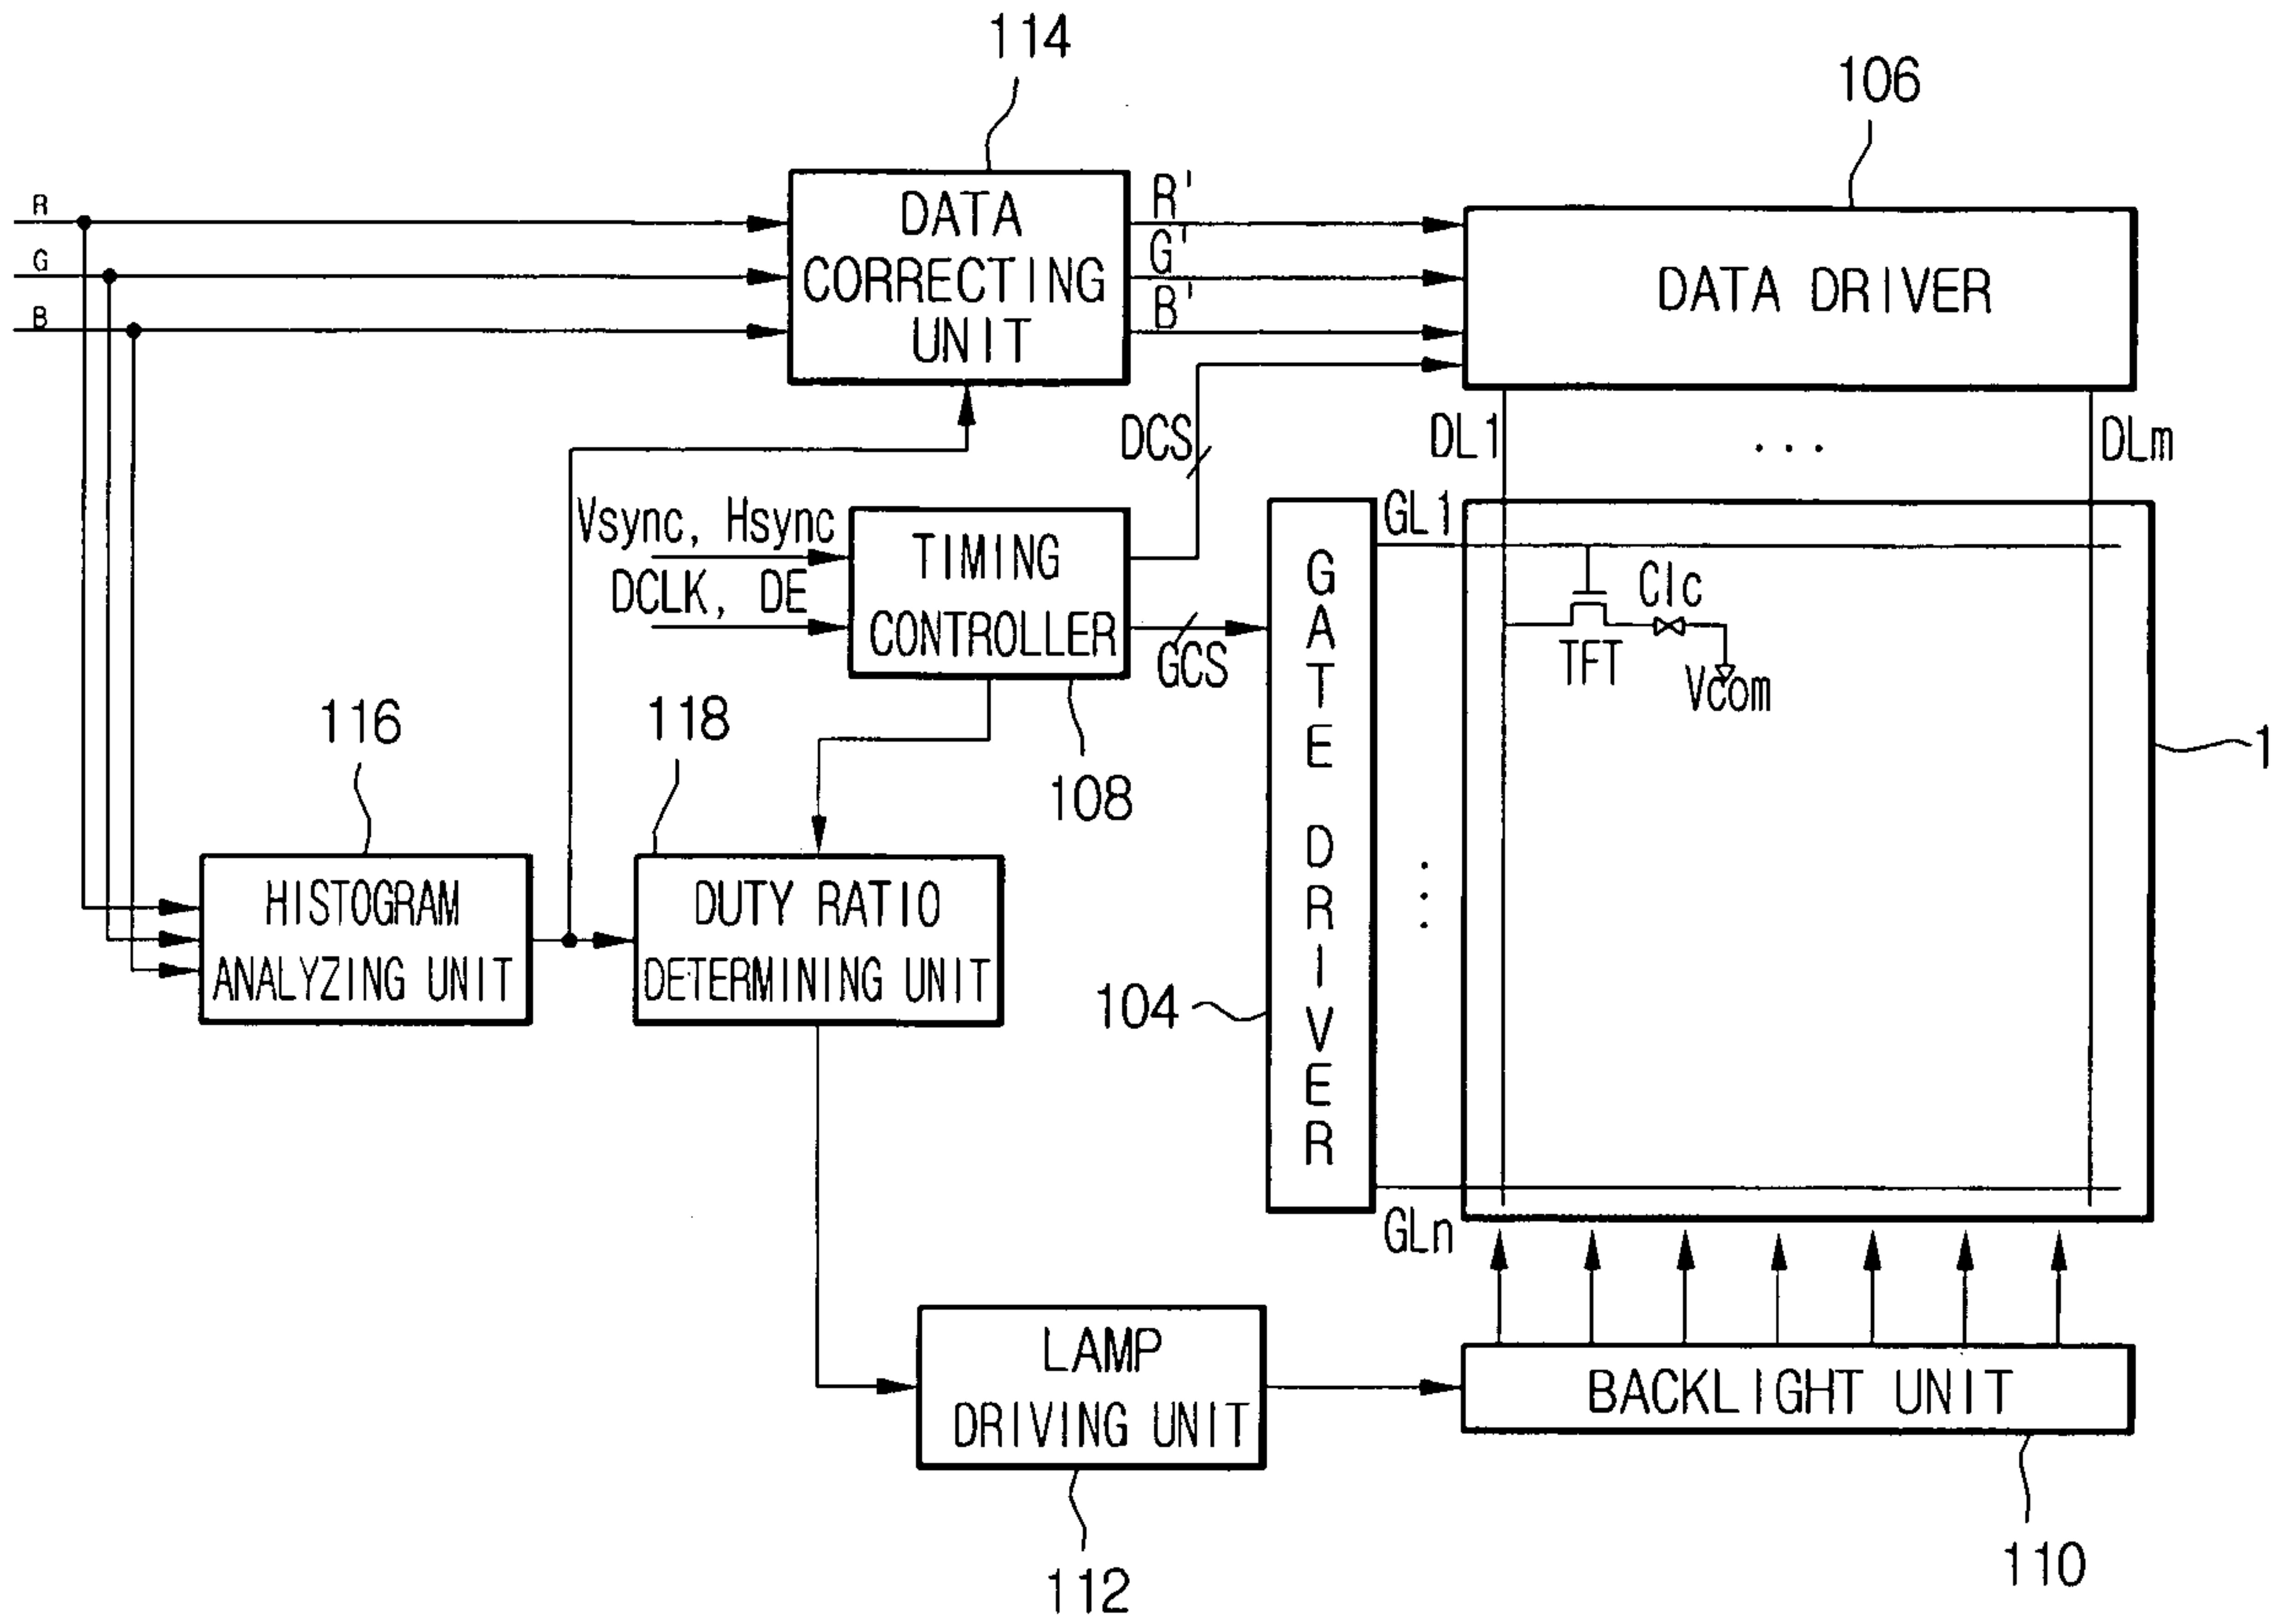 114
106
R
G
B
DATA
CORRECTING
UNIT
R'
G'
B'
DATA DRIVER
DCS
DL1
...
DLm
Vsync, Hsync
DCLK, DE
TIMING
CONTROLLER
GCS
GL1
GATE DRIVER
Clc
TFT
Vcom
1
116
118
108
HISTOGRAM
ANALYZING UNIT
DUTY RATIO
DETERMINING UNIT
104
GLn
LAMP
DRIVING UNIT
BACKLIGHT UNIT
112
110